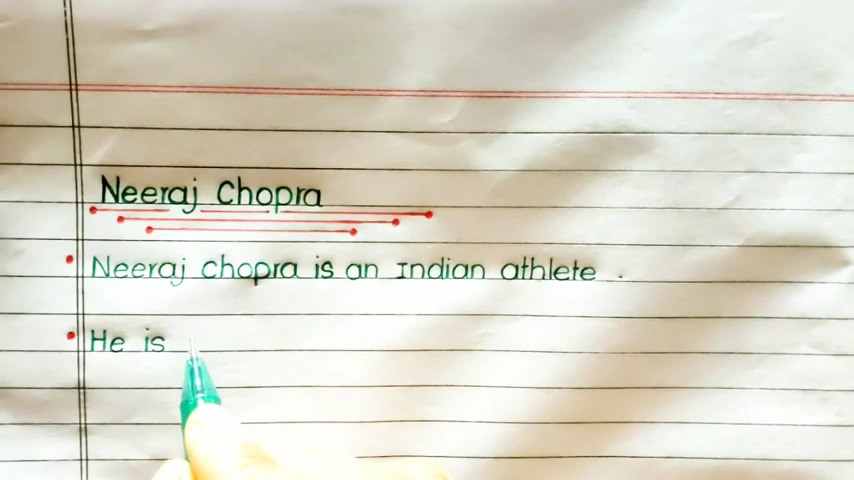 Neeraj Chopra
Neeraj chopra is an Indian athlete .
He is